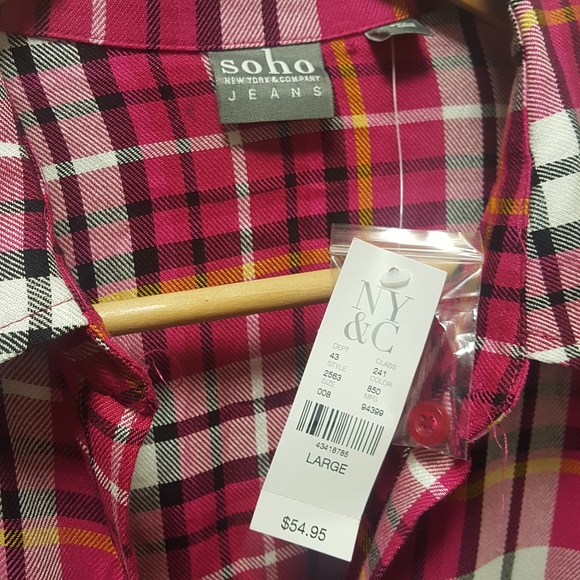 soho
NEW YORK & COMPANY
JEANS
NY
&C
DEPT CLASS
43 241
STYLE COLOR
2563 850
SIZE MFG
008 94399
43418785
LARGE
$54.95